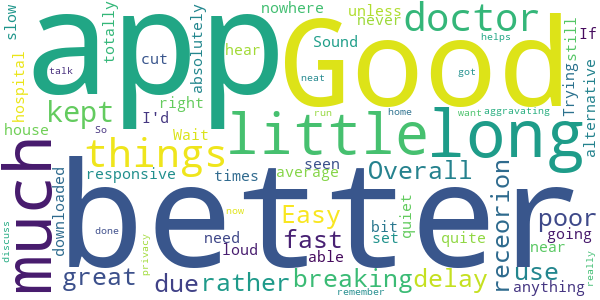 app
Good
better
little
long
much
things
doctor
kept
Overall
receorion
poor
great
due
rather
breaking
delay
use
Easy
fast
slow
totally
nowhere
unless
never
If
absolutely
hear
Sound
still
Trying
alternative
hospital
cut
talk
I'd
right
Wait
neat
helps
got
home
want
aggravating
run
So
house
downloaded
responsive
times
average
seen
need
loud
able
bit
set
quiet
quite
near
going
anything
discuss
done
privacy
now
remember
really